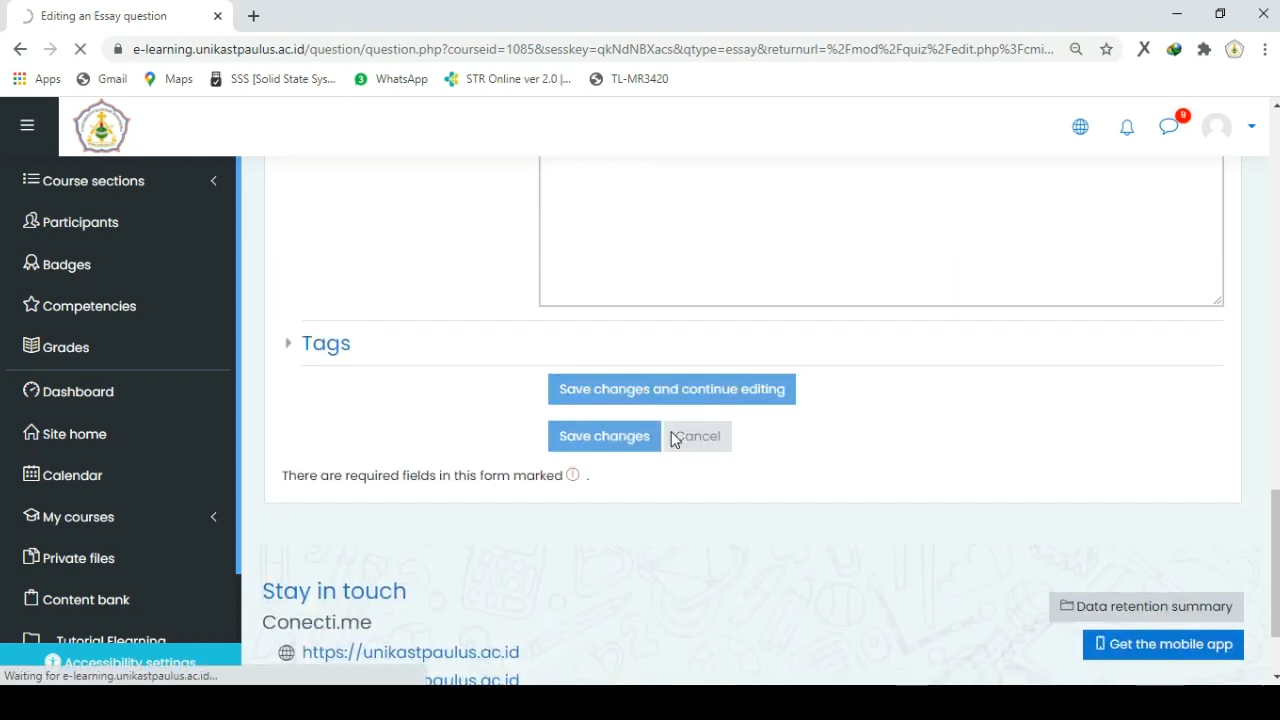 Editing an Essay question
e-learning.unikastpaulus.ac.id/question/question.php?courseid=1085&sesskey=qkNdNBXacs&qtype=essay&returnurl=%2Fmod%2Fquiz%2Fedit.php%3Fcmi...
Apps Gmail Maps SSS [Solid State Sys... WhatsApp STR Online ver 2.0 |... TL-MR3420
9
Course sections
Participants
Badges
Competencies
Grades
Dashboard
Site home
Calendar
My courses
Private files
Content bank
Tutorial Elearning
Accessibility settings
Tags
Save changes and continue editing
Save changes Cancel
There are required fields in this form marked .
Stay in touch
Conecti.me
https://unikastpaulus.ac.id
Data retention summary
Get the mobile app
Waiting for e-learning.unikastpaulus.ac.id...